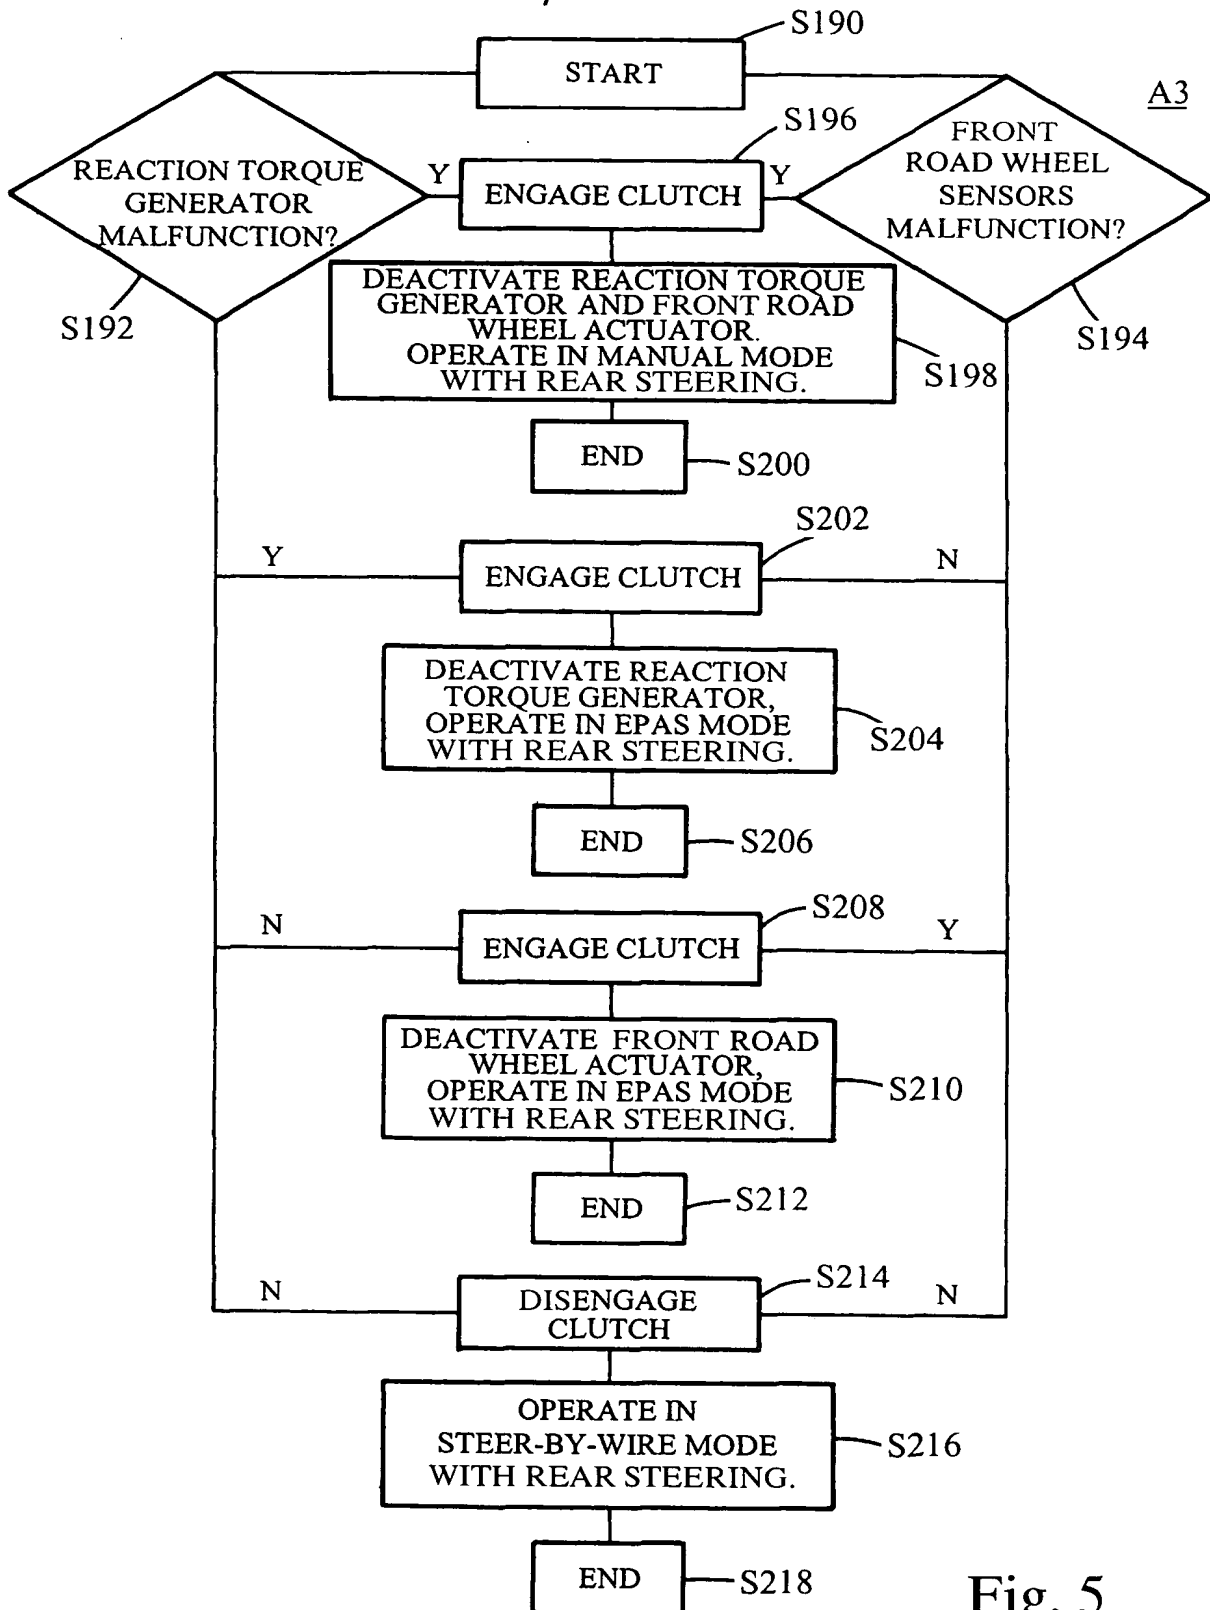 S190
START
A3
S196
REACTION TORQUE
GENERATOR
MALFUNCTION?
Y
ENGAGE CLUTCH
Y
FRONT
ROAD WHEEL
SENSORS
MALFUNCTION?
S192
DEACTIVATE REACTION TORQUE
GENERATOR AND FRONT ROAD
WHEEL ACTUATOR.
OPERATE IN MANUAL MODE
WITH REAR STEERING.
S194
S198
END
S200
S202
Y
ENGAGE CLUTCH
N
DEACTIVATE REACTION
TORQUE GENERATOR,
OPERATE IN EPAS MODE
WITH REAR STEERING.
S204
END
S206
S208
N
ENGAGE CLUTCH
Y
DEACTIVATE FRONT ROAD
WHEEL ACTUATOR,
OPERATE IN EPAS MODE
WITH REAR STEERING.
S210
END
S212
S214
N
DISENGAGE
CLUTCH
N
OPERATE IN
STEER-BY-WIRE MODE
WITH REAR STEERING.
S216
END
S218
Fig. 5